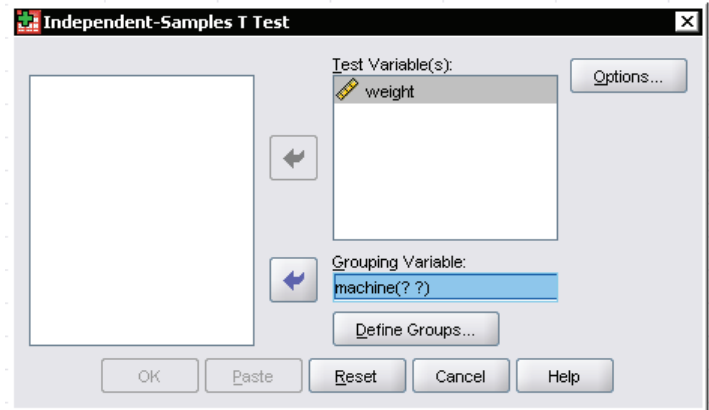 Independent-Samples T Test
Test Variable(s):
weight
Options...
Grouping Variable:
machine(? ?)
Define Groups...
OK
Paste
Reset
Cancel
Help